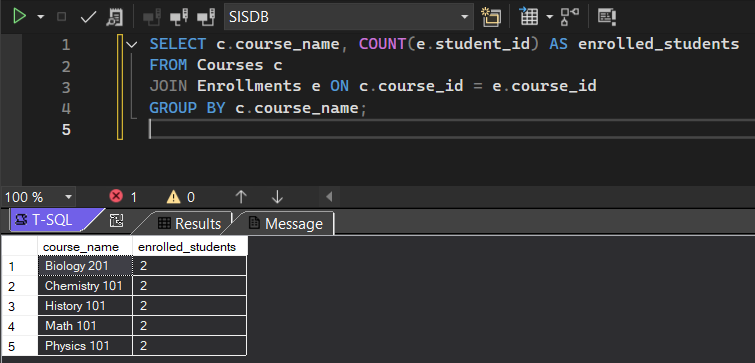 SISDB
1 SELECT c.course_name, COUNT(e.student_id) AS enrolled_students
2 FROM Courses c
3 JOIN Enrollments e ON c.course_id = e.course_id
4 GROUP BY c.course_name;
5
100 % 1 0
T-SQL Results Message
course_name enrolled_students
1 Biology 201 2
2 Chemistry 101 2
3 History 101 2
4 Math 101 2
5 Physics 101 2